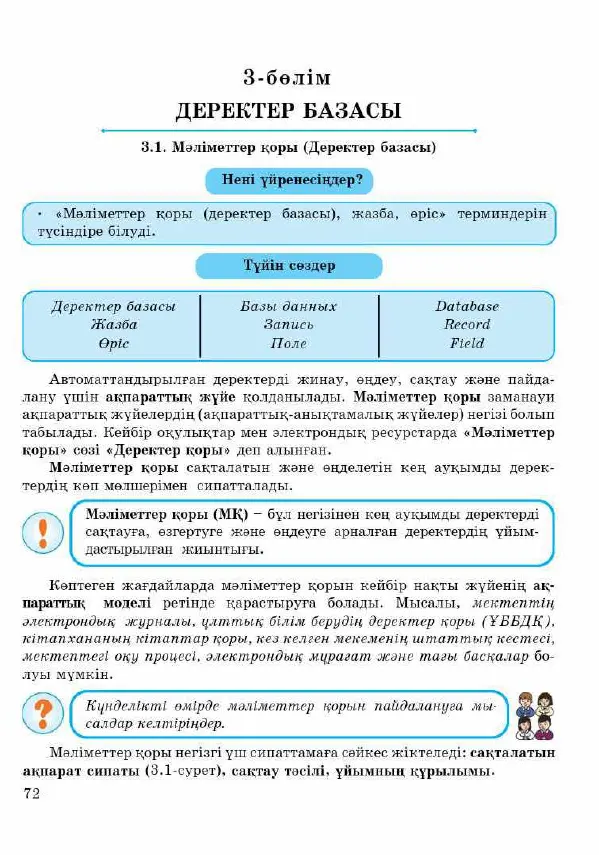 3-бөлім
ДЕРЕКТЕР БАЗАСЫ
3.1. Мәліметтер қоры (Деректер базасы)
Нені үйренесіңдер?
• «Мәліметтер қоры (деректер базасы), жазба, өріс» терминдерін
түсіндіре білуді.
Түйін сөздер
Деректер базасы Базы данных Database
Жазба Запись Record
Өріс Поле Field
Автоматтандырылған деректерді жинау, өңдеу, сақтау және пайда-
лану үшін ақпараттық жүйе қолданылады. Мәліметтер қоры заманауи
ақпараттық жүйелердің (ақпараттық-анықтамалық жүйелер) негізі болып
табылады. Кейбір оқулықтар мен электрондық ресурстарда «Мәліметтер
қоры» сөзі «Деректер қоры» деп алынған.
Мәліметтер қоры сақталатын және өңделетін кең ауқымды дерек-
тердің көп мөлшерімен сипатталады.
Мәліметтер қоры (МҚ) – бұл негізінен кең ауқымды деректерді
сақтауға, өзгертуге және өңдеуге арналған деректердің ұйым-
дастырылған жиынтығы.
Көптеген жағдайларда мәліметтер қорын кейбір нақты жүйенің ақ-
параттық моделі ретінде қарастыруға болады. Мысалы, мектептің
электрондық журналы, ұлттық білім берудің деректер қоры (ҰББДҚ),
кітапхананың кітаптар қоры, кез келген мекеменің штаттық кестесі,
мектептегі оқу процесі, электрондық мұрағат және тағы басқалар бо-
луы мүмкін.
Күнделікті өмірде мәліметтер қорын пайдалануға мы-
салдар келтіріңдер.
Мәліметтер қоры негізгі үш сипаттамаға сәйкес жіктеледі: сақталатын
ақпарат сипаты (3.1-сурет), сақтау тәсілі, ұйымның құрылымы.
72